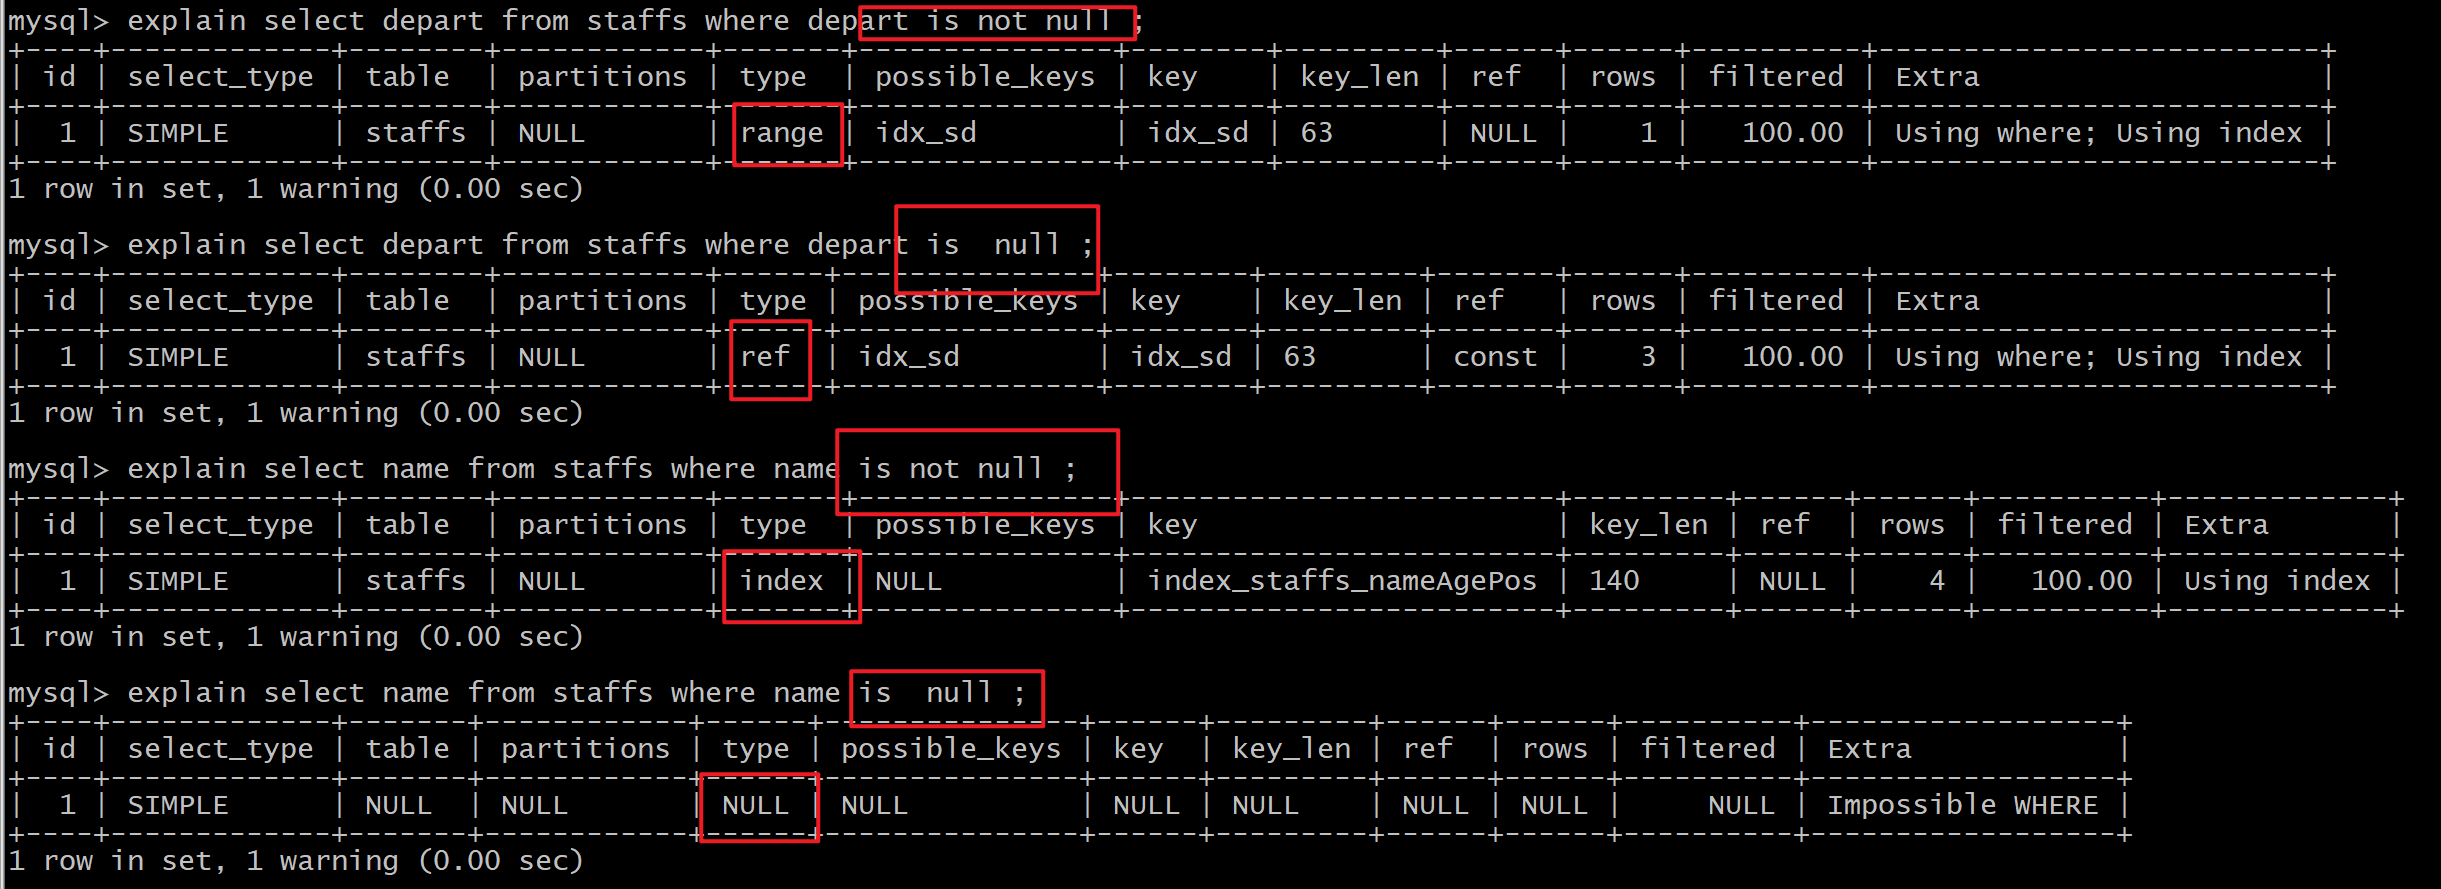 mysql> explain select depart from staffs where depart is not null ;
+----+-------------+--------+------------+-------+---------------+--------+---------+------+------+----------+--------------------------+
| id | select_type | table  | partitions | type  | possible_keys | key    | key_len | ref  | rows | filtered | Extra                    |
+----+-------------+--------+------------+-------+---------------+--------+---------+------+------+----------+--------------------------+
|  1 | SIMPLE      | staffs | NULL       | range | idx_sd        | idx_sd | 63      | NULL |    1 |   100.00 | Using where; Using index |
+----+-------------+--------+------------+-------+---------------+--------+---------+------+------+----------+--------------------------+
1 row in set, 1 warning (0.00 sec)
mysql> explain select depart from staffs where depart is  null ;
+----+-------------+--------+------------+------+---------------+--------+---------+-------+------+----------+--------------------------+
| id | select_type | table  | partitions | type | possible_keys | key    | key_len | ref   | rows | filtered | Extra                    |
+----+-------------+--------+------------+------+---------------+--------+---------+-------+------+----------+--------------------------+
|  1 | SIMPLE      | staffs | NULL       | ref  | idx_sd        | idx_sd | 63      | const |    3 |   100.00 | Using where; Using index |
+----+-------------+--------+------------+------+---------------+--------+---------+-------+------+----------+--------------------------+
1 row in set, 1 warning (0.00 sec)
mysql> explain select name from staffs where name is not null ;
+----+-------------+--------+------------+-------+---------------+-------------------------+---------+------+------+----------+-------------+
| id | select_type | table  | partitions | type  | possible_keys | key                     | key_len | ref  | rows | filtered | Extra       |
+----+-------------+--------+------------+-------+---------------+-------------------------+---------+------+------+----------+-------------+
|  1 | SIMPLE      | staffs | NULL       | index | NULL          | index_staffs_nameAgePos | 140     | NULL |    4 |   100.00 | Using index |
+----+-------------+--------+------------+-------+---------------+-------------------------+---------+------+------+----------+-------------+
1 row in set, 1 warning (0.00 sec)
mysql> explain select name from staffs where name is  null ;
+----+-------------+-------+------------+------+---------------+------+---------+------+------+----------+------------------+
| id | select_type | table | partitions | type | possible_keys | key  | key_len | ref  | rows | filtered | Extra            |
+----+-------------+-------+------------+------+---------------+------+---------+------+------+----------+------------------+
|  1 | SIMPLE      | NULL  | NULL       | NULL | NULL          | NULL | NULL    | NULL | NULL |     NULL | Impossible WHERE |
+----+-------------+-------+------------+------+---------------+------+---------+------+------+----------+------------------+
1 row in set, 1 warning (0.00 sec)